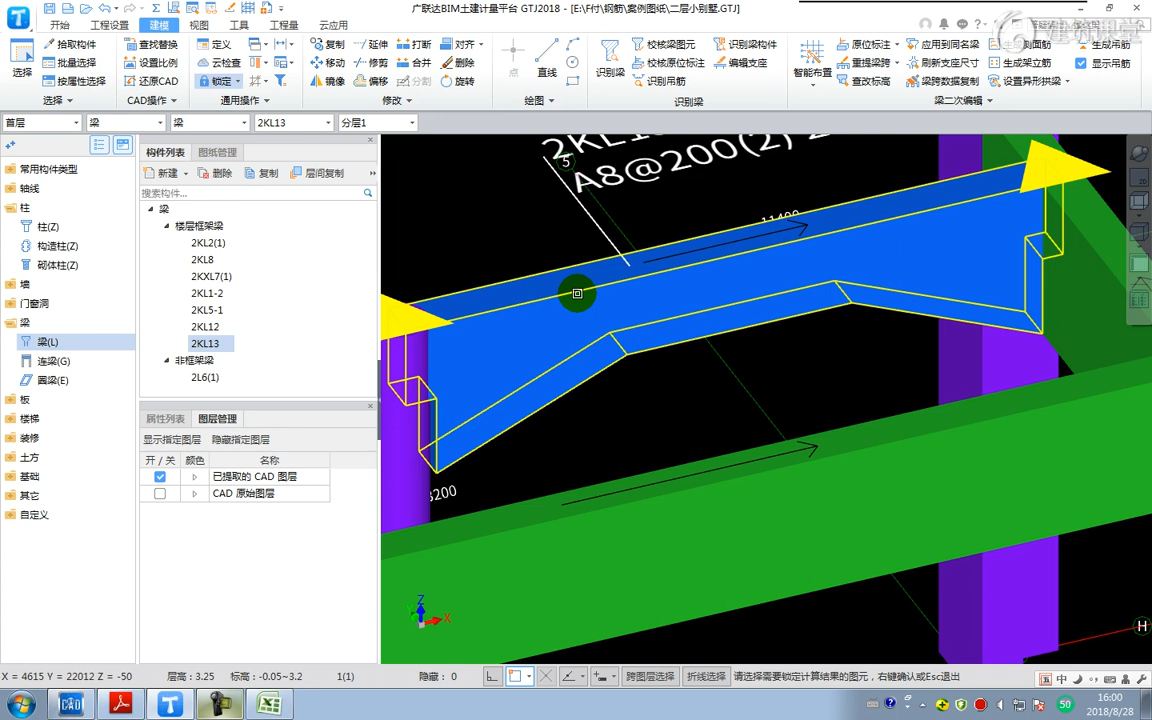 广联达BIM土建计量平台 GTJ2018 - [E:\F付\钢筋\案例图纸\二层小别墅.GTJ]
开始 工程设置 建模 视图 工具 工程量 云应用
选择 拾取构件 批量选择 按属性选择 选择
查找替换 设置比例 还原CAD CAD操作
定义 云检查 锁定 通用操作
复制 移动 镜像 延伸 修剪 偏移 打断 合并 分割 对齐 删除 旋转 修改
点 直线 绘图
识别梁 校核梁图元 校核原位标注 识别吊筋 识别梁构件 编辑支座 识别梁
智能布置 原位标注 重提梁跨 查改标高 应用到同名梁 刷新支座尺寸 梁跨数据复制 生成侧面筋 生成架立筋 设置异形拱梁 生成吊筋 显示吊筋 梁二次编辑
建筑课堂
首层 梁 梁 2KL13 分层1
常用构件类型
轴线
柱
柱(Z)
构造柱(Z)
砌体柱(Z)
墙
门窗洞
梁
梁(L)
连梁(G)
圈梁(E)
板
楼梯
装修
土方
基础
其它
自定义
构件列表 图纸管理
新建 删除 复制 层间复制 »
搜索构件...
梁
楼层框架梁
2KL2(1)
2KL8
2KXL7(1)
2KL1-2
2KL5-1
2KL12
2KL13
非框架梁
2L6(1)
属性列表 图层管理
显示指定图层 隐藏指定图层
开 / 关 颜色 名称
已提取的 CAD 图层
CAD 原始图层
5
A8@200(2) 2
11400
3200
Z
X
H
X = 4615 Y = 22012 Z = -50 层高：3.25 标高：-0.05~3.2 1(1) 隐藏：0 跨图层选择 折线选择 请选择需要锁定计算结果的图元，右键确认或Esc退出
中
CAD
50
16:00
2018/8/28